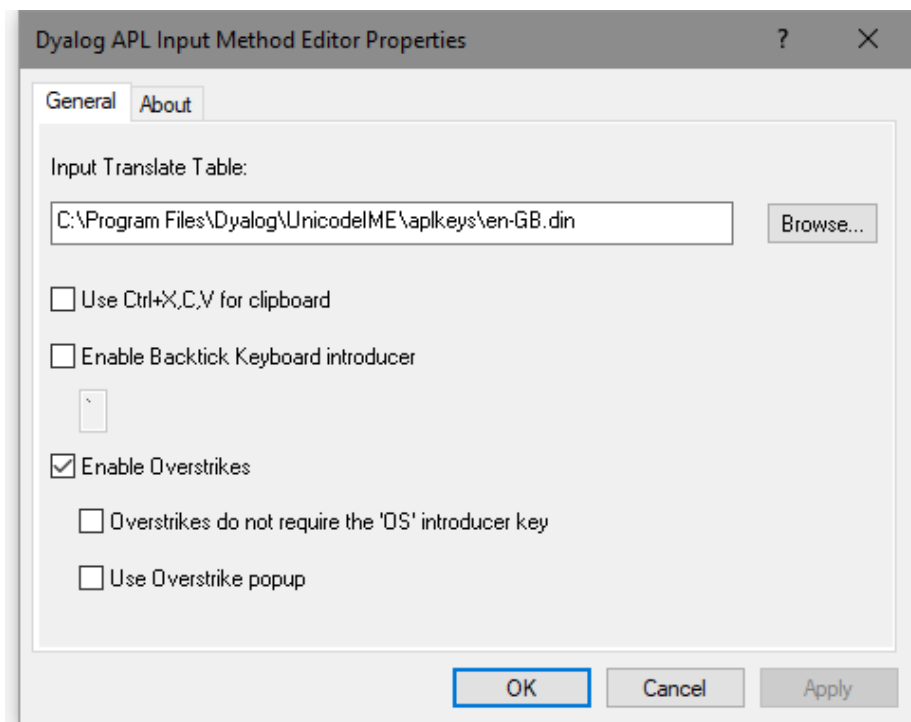 Dyalog APL Input Method Editor Properties ? ×
General About
Input Translate Table:
C:\Program Files\Dyalog\UnicodeIME\aplkeys\en-GB.din Browse...
Use Ctrl+X,C,V for clipboard
Enable Backtick Keyboard introducer
`
Enable Overstrikes
Overstrikes do not require the 'OS' introducer key
Use Overstrike popup
OK Cancel Apply